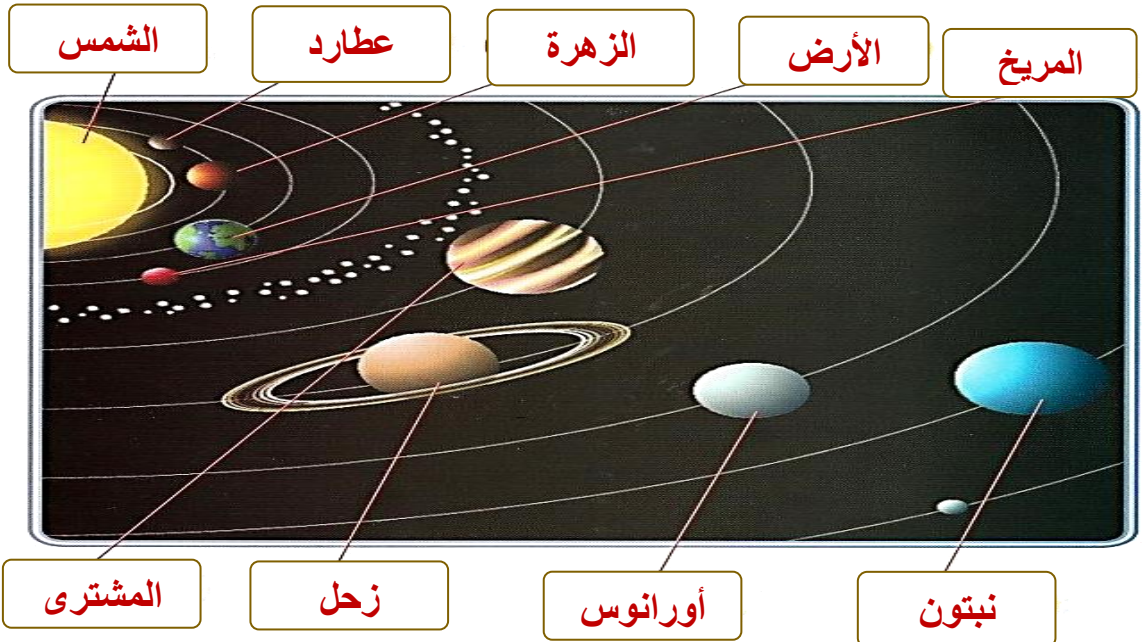 الشمس
عطارد
الزهرة
الأرض
المريخ
المشترى
زحل
أورانوس
نبتون